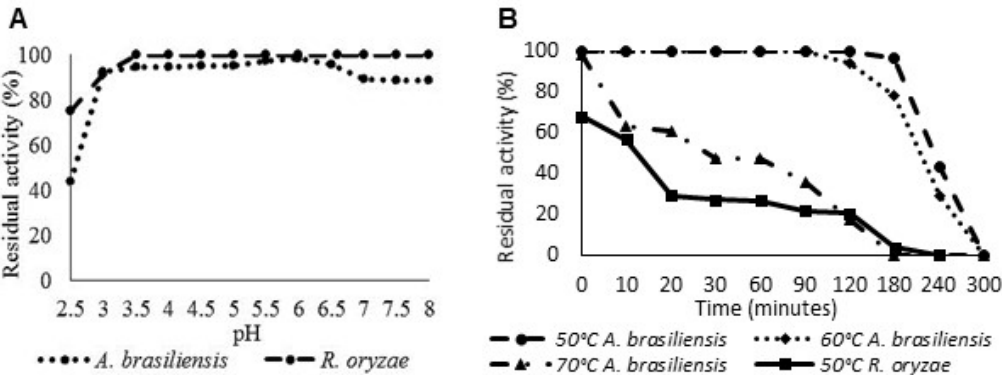 A
Residual activity (%)
100
80
60
40
20
0
2.5 3 3.5 4 4.5 5 5.5 6 6.5 7 7.5 8
pH
A. brasiliensis R. oryzae
B
Residual activity (%)
100
80
60
40
20
0
0 10 20 30 60 90 120 180 240 300
Time (minutes)
50°C A. brasiliensis 60°C A. brasiliensis
70°C A. brasiliensis 50°C R. oryzae